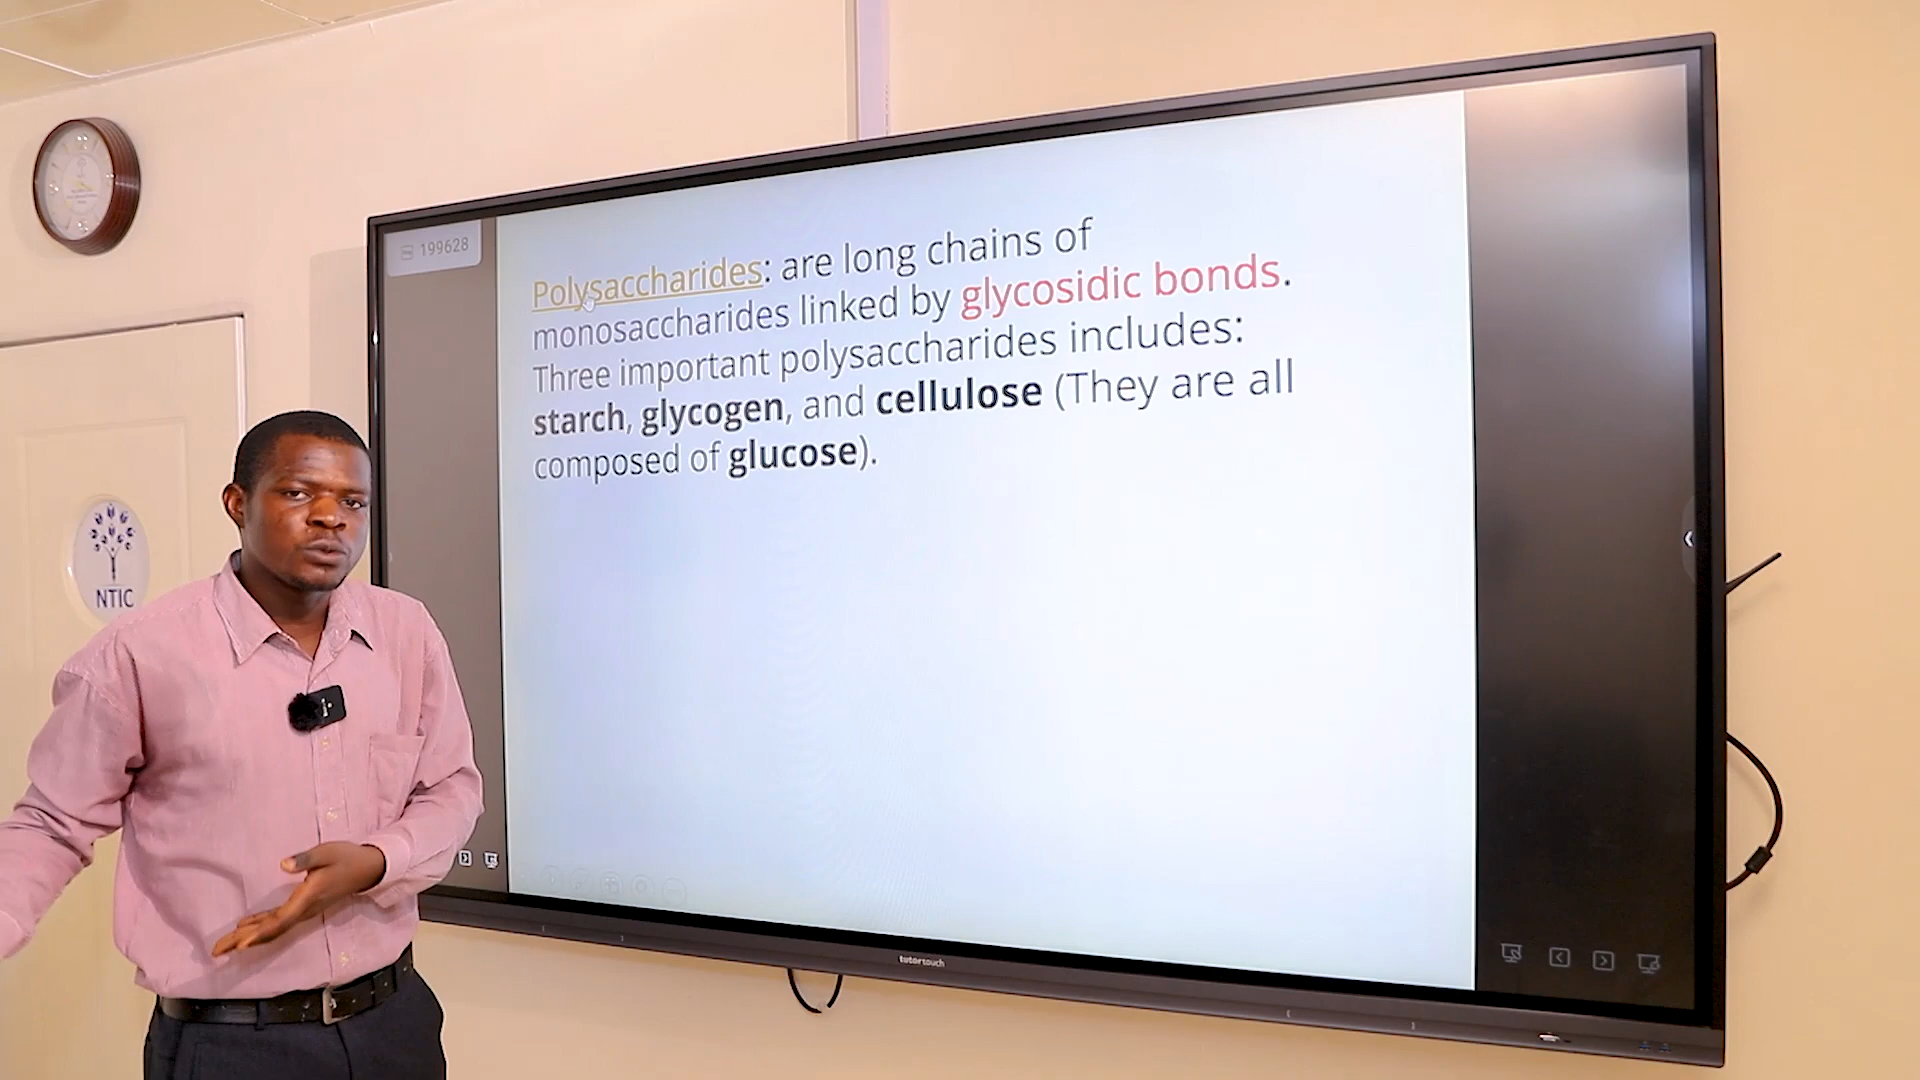 199628
Polysaccharides: are long chains of
monosaccharides linked by glycosidic bonds.
Three important polysaccharides includes:
starch, glycogen, and cellulose (They are all
composed of glucose).
NTIC
tutortouch